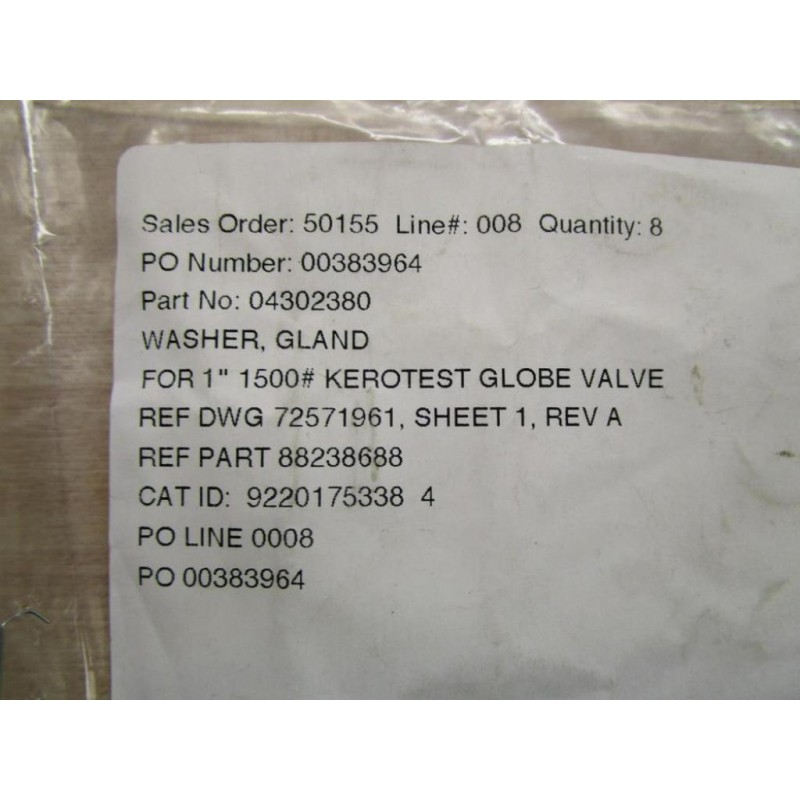 Sales Order: 50155 Line#: 008 Quantity: 8
PO Number: 00383964
Part No: 04302380
WASHER, GLAND
FOR 1" 1500# KEROTEST GLOBE VALVE
REF DWG 72571961, SHEET 1, REV A
REF PART 88238688
CAT ID: 9220175338 4
PO LINE 0008
PO 00383964